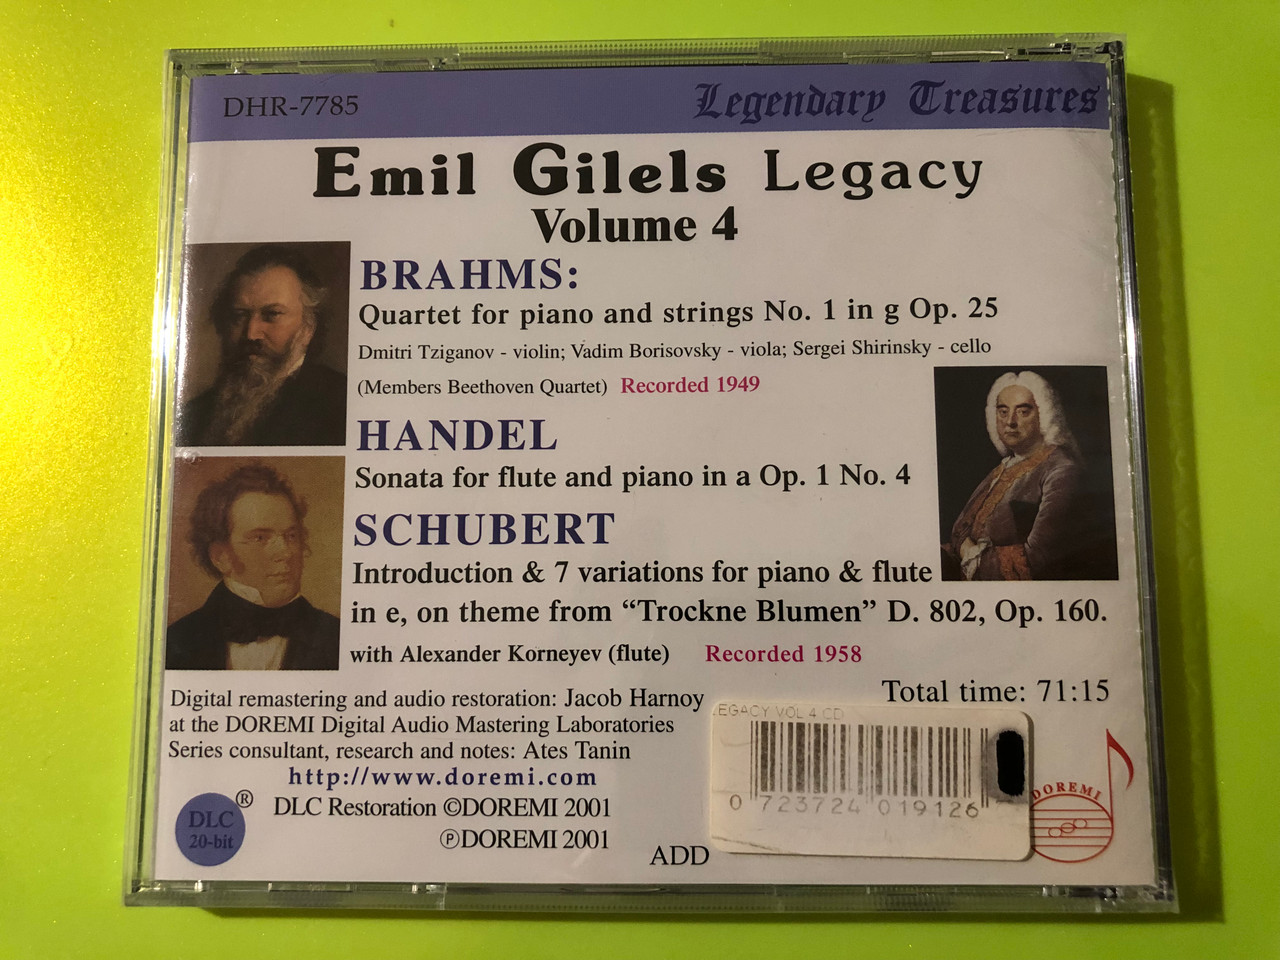 DHR-7785
Legendary Treasures
Emil Gilels Legacy
Volume 4
BRAHMS:
Quartet for piano and strings No. 1 in g Op. 25
Dmitri Tziganov - violin; Vadim Borisovsky - viola; Sergei Shirinsky - cello
(Members Beethoven Quartet) Recorded 1949
HANDEL
Sonata for flute and piano in a Op. 1 No. 4
SCHUBERT
Introduction & 7 variations for piano & flute
in e, on theme from “Trockne Blumen” D. 802, Op. 160.
with Alexander Korneyev (flute) Recorded 1958
Total time: 71:15
Digital remastering and audio restoration: Jacob Harnoy
at the DOREMI Digital Audio Mastering Laboratories
Series consultant, research and notes: Ates Tanin
http://www.doremi.com
DLC Restoration ©DOREMI 2001
℗DOREMI 2001
DLC ®
20-bit
ADD
LEGACY VOL 4 CD
0 723724 019126
DOREMI